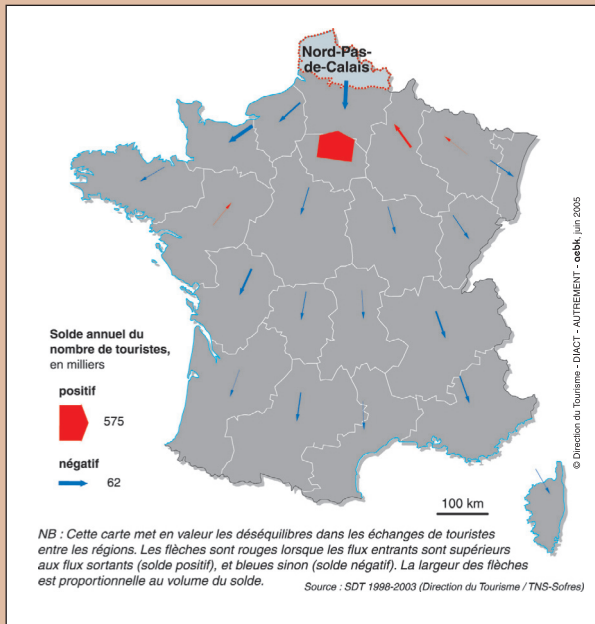 Nord-Pas-
de-Calais
Solde annuel du
nombre de touristes,
en milliers
positif
575
négatif
62
100 km
© Direction du Tourisme - DIACT - AUTREMENT - aebk, juin 2005
NB : Cette carte met en valeur les déséquilibres dans les échanges de touristes
entre les régions. Les flèches sont rouges lorsque les flux entrants sont supérieurs
aux flux sortants (solde positif), et bleues sinon (solde négatif). La largeur des flèches
est proportionnelle au volume du solde.
Source : SDT 1998-2003 (Direction du Tourisme / TNS-Sofres)